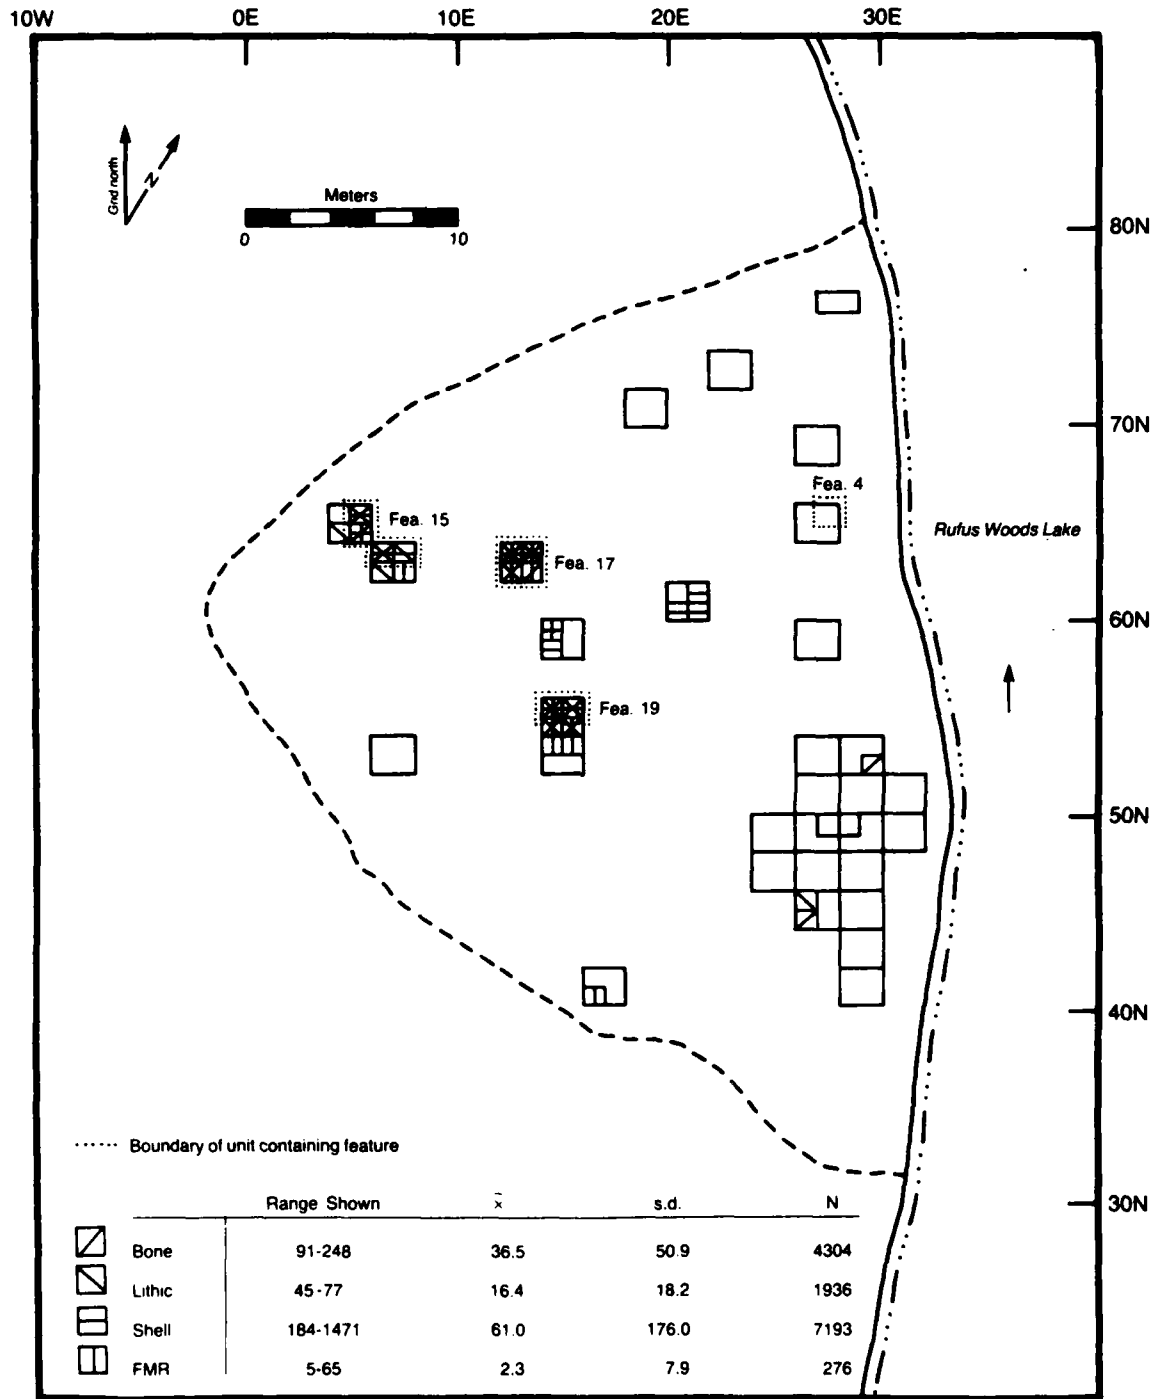 10W 0E 10E 20E 30E
Grid north
N
Meters
0 10
80N
70N
Fea. 4
Fea. 15
Rufus Woods Lake
Fea. 17
60N
Fea. 19
50N
40N
Boundary of unit containing feature
Range Shown x̄ s.d. N
30N
Bone 91-248 36.5 50.9 4304
Lithic 45-77 16.4 18.2 1936
Shell 184-1471 61.0 176.0 7193
FMR 5-65 2.3 7.9 276